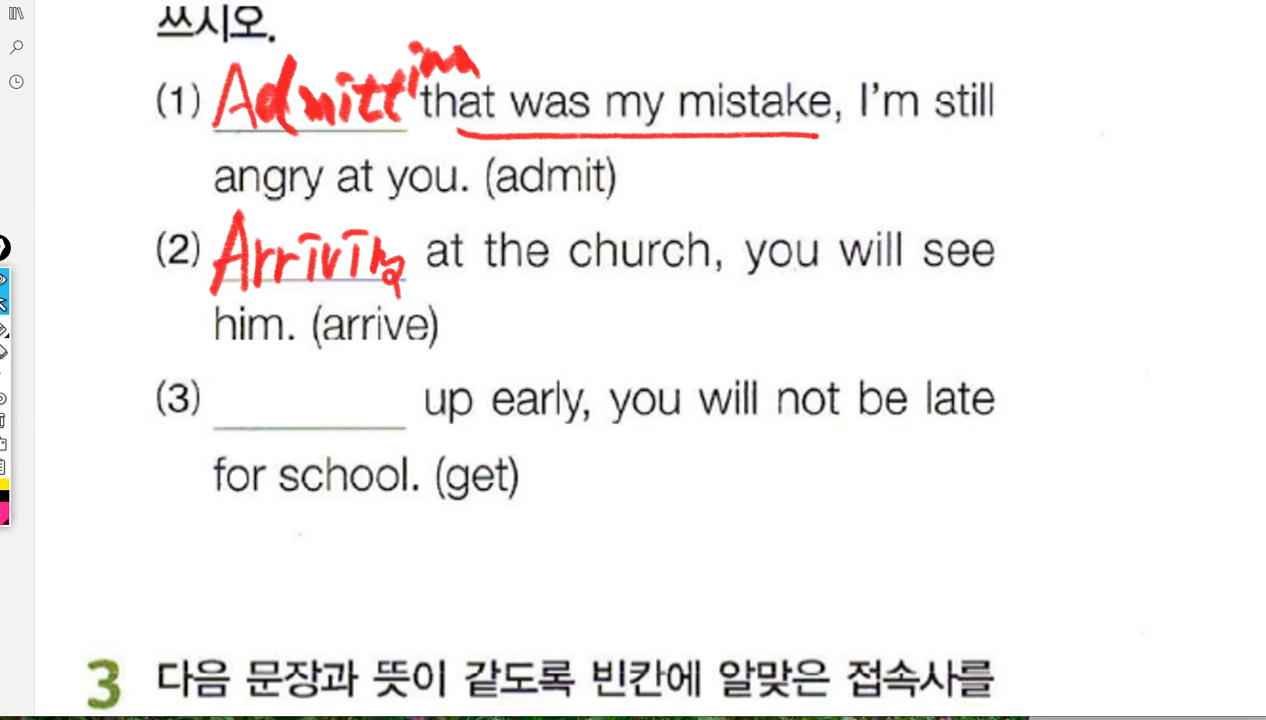 쓰시오.
(1) Admitting that was my mistake, I'm still
angry at you. (admit)
(2) Arriving at the church, you will see
him. (arrive)
(3) ________ up early, you will not be late
for school. (get)
3 다음 문장과 뜻이 같도록 빈칸에 알맞은 접속사를